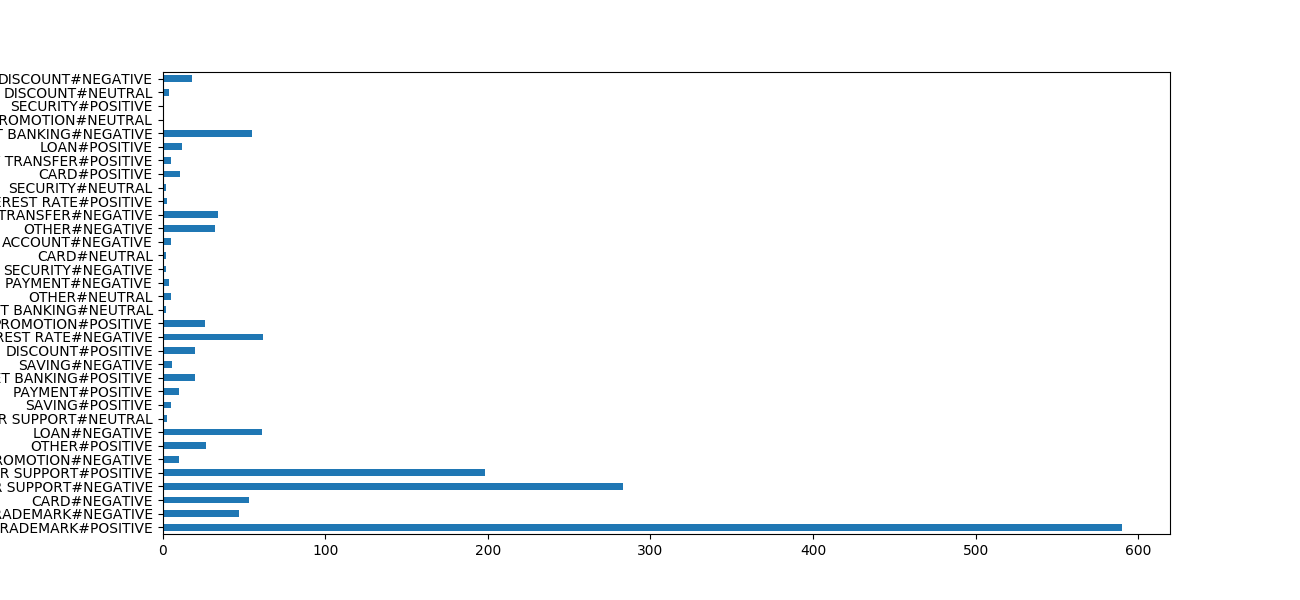 DISCOUNT#NEGATIVE
DISCOUNT#NEUTRAL
SECURITY#POSITIVE
ROMOTION#NEUTRAL
T BANKING#NEGATIVE
LOAN#POSITIVE
TRANSFER#POSITIVE
CARD#POSITIVE
SECURITY#NEUTRAL
EREST RATE#POSITIVE
TRANSFER#NEGATIVE
OTHER#NEGATIVE
ACCOUNT#NEGATIVE
CARD#NEUTRAL
SECURITY#NEGATIVE
PAYMENT#NEGATIVE
OTHER#NEUTRAL
T BANKING#NEUTRAL
PROMOTION#POSITIVE
REST RATE#NEGATIVE
DISCOUNT#POSITIVE
SAVING#NEGATIVE
ET BANKING#POSITIVE
PAYMENT#POSITIVE
SAVING#POSITIVE
R SUPPORT#NEUTRAL
LOAN#NEGATIVE
OTHER#POSITIVE
ROMOTION#NEGATIVE
R SUPPORT#POSITIVE
R SUPPORT#NEGATIVE
CARD#NEGATIVE
RADEMARK#NEGATIVE
RADEMARK#POSITIVE
0 100 200 300 400 500 600